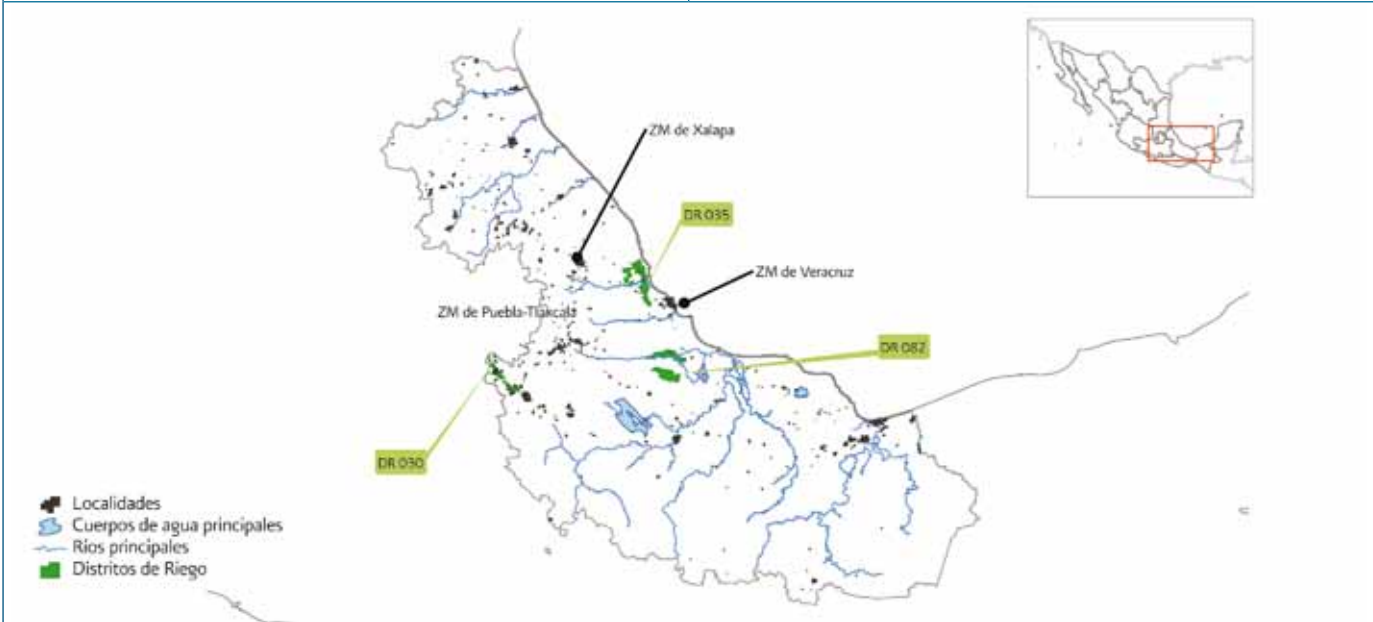 ZM de Xalapa
DR 035
ZM de Veracruz
ZM de Puebla-Tlaxcala
DR 082
DR 030
Localidades
Cuerpos de agua principales
Ríos principales
Distritos de Riego